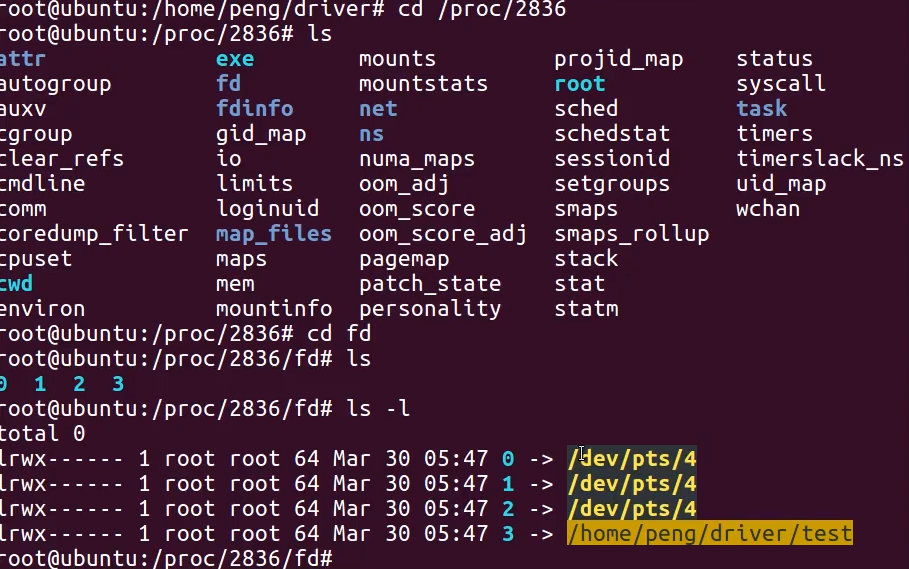 root@ubuntu:/home/peng/driver# cd /proc/2836
root@ubuntu:/proc/2836# ls
attr exe mounts projid_map status
autogroup fd mountstats root syscall
auxv fdinfo net sched task
cgroup gid_map ns schedstat timers
clear_refs io numa_maps sessionid timerslack_ns
cmdline limits oom_adj setgroups uid_map
comm loginuid oom_score smaps wchan
coredump_filter map_files oom_score_adj smaps_rollup
cpuset maps pagemap stack
cwd mem patch_state stat
environ mountinfo personality statm
root@ubuntu:/proc/2836# cd fd
root@ubuntu:/proc/2836/fd# ls
0 1 2 3
root@ubuntu:/proc/2836/fd# ls -l
total 0
lrwx------ 1 root root 64 Mar 30 05:47 0 -> /dev/pts/4
lrwx------ 1 root root 64 Mar 30 05:47 1 -> /dev/pts/4
lrwx------ 1 root root 64 Mar 30 05:47 2 -> /dev/pts/4
lrwx------ 1 root root 64 Mar 30 05:47 3 -> /home/peng/driver/test
root@ubuntu:/proc/2836/fd#